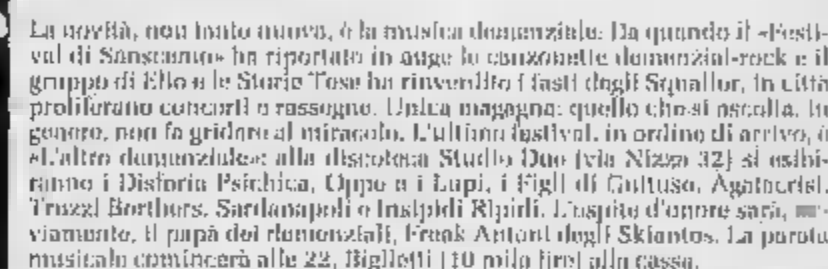 La novità, non tanto nuova, è la musica demenziale. Da quando il «Festi-
val di Sanscemo» ha riportato in auge le canzonette demenzial-rock e il
gruppo di Elio e le Storie Tese ha rinverdito i fasti degli Squallor, in città
proliferano concerti e rassegne. Unica magagna: quello che si ascolta, in
genere, non fa gridare al miracolo. L'ultimo festival, in ordine di arrivo, è
«L'altro demenziale»: alla discoteca Studio Due (via Nizza 32) si esibi-
ranno i Disforia Psichica, Oppo e i Lupi, i Figli di Guttuso,
Truzzi Borthers, Sardanapoli e Insipidi Ripidi. L'ospite d'onore sarà,
viamente, il papà dei demenziali, Freak Antoni degli Skiantos. La parata
musicale comincerà alle 22. Biglietti (10 mila lire) alla cassa.